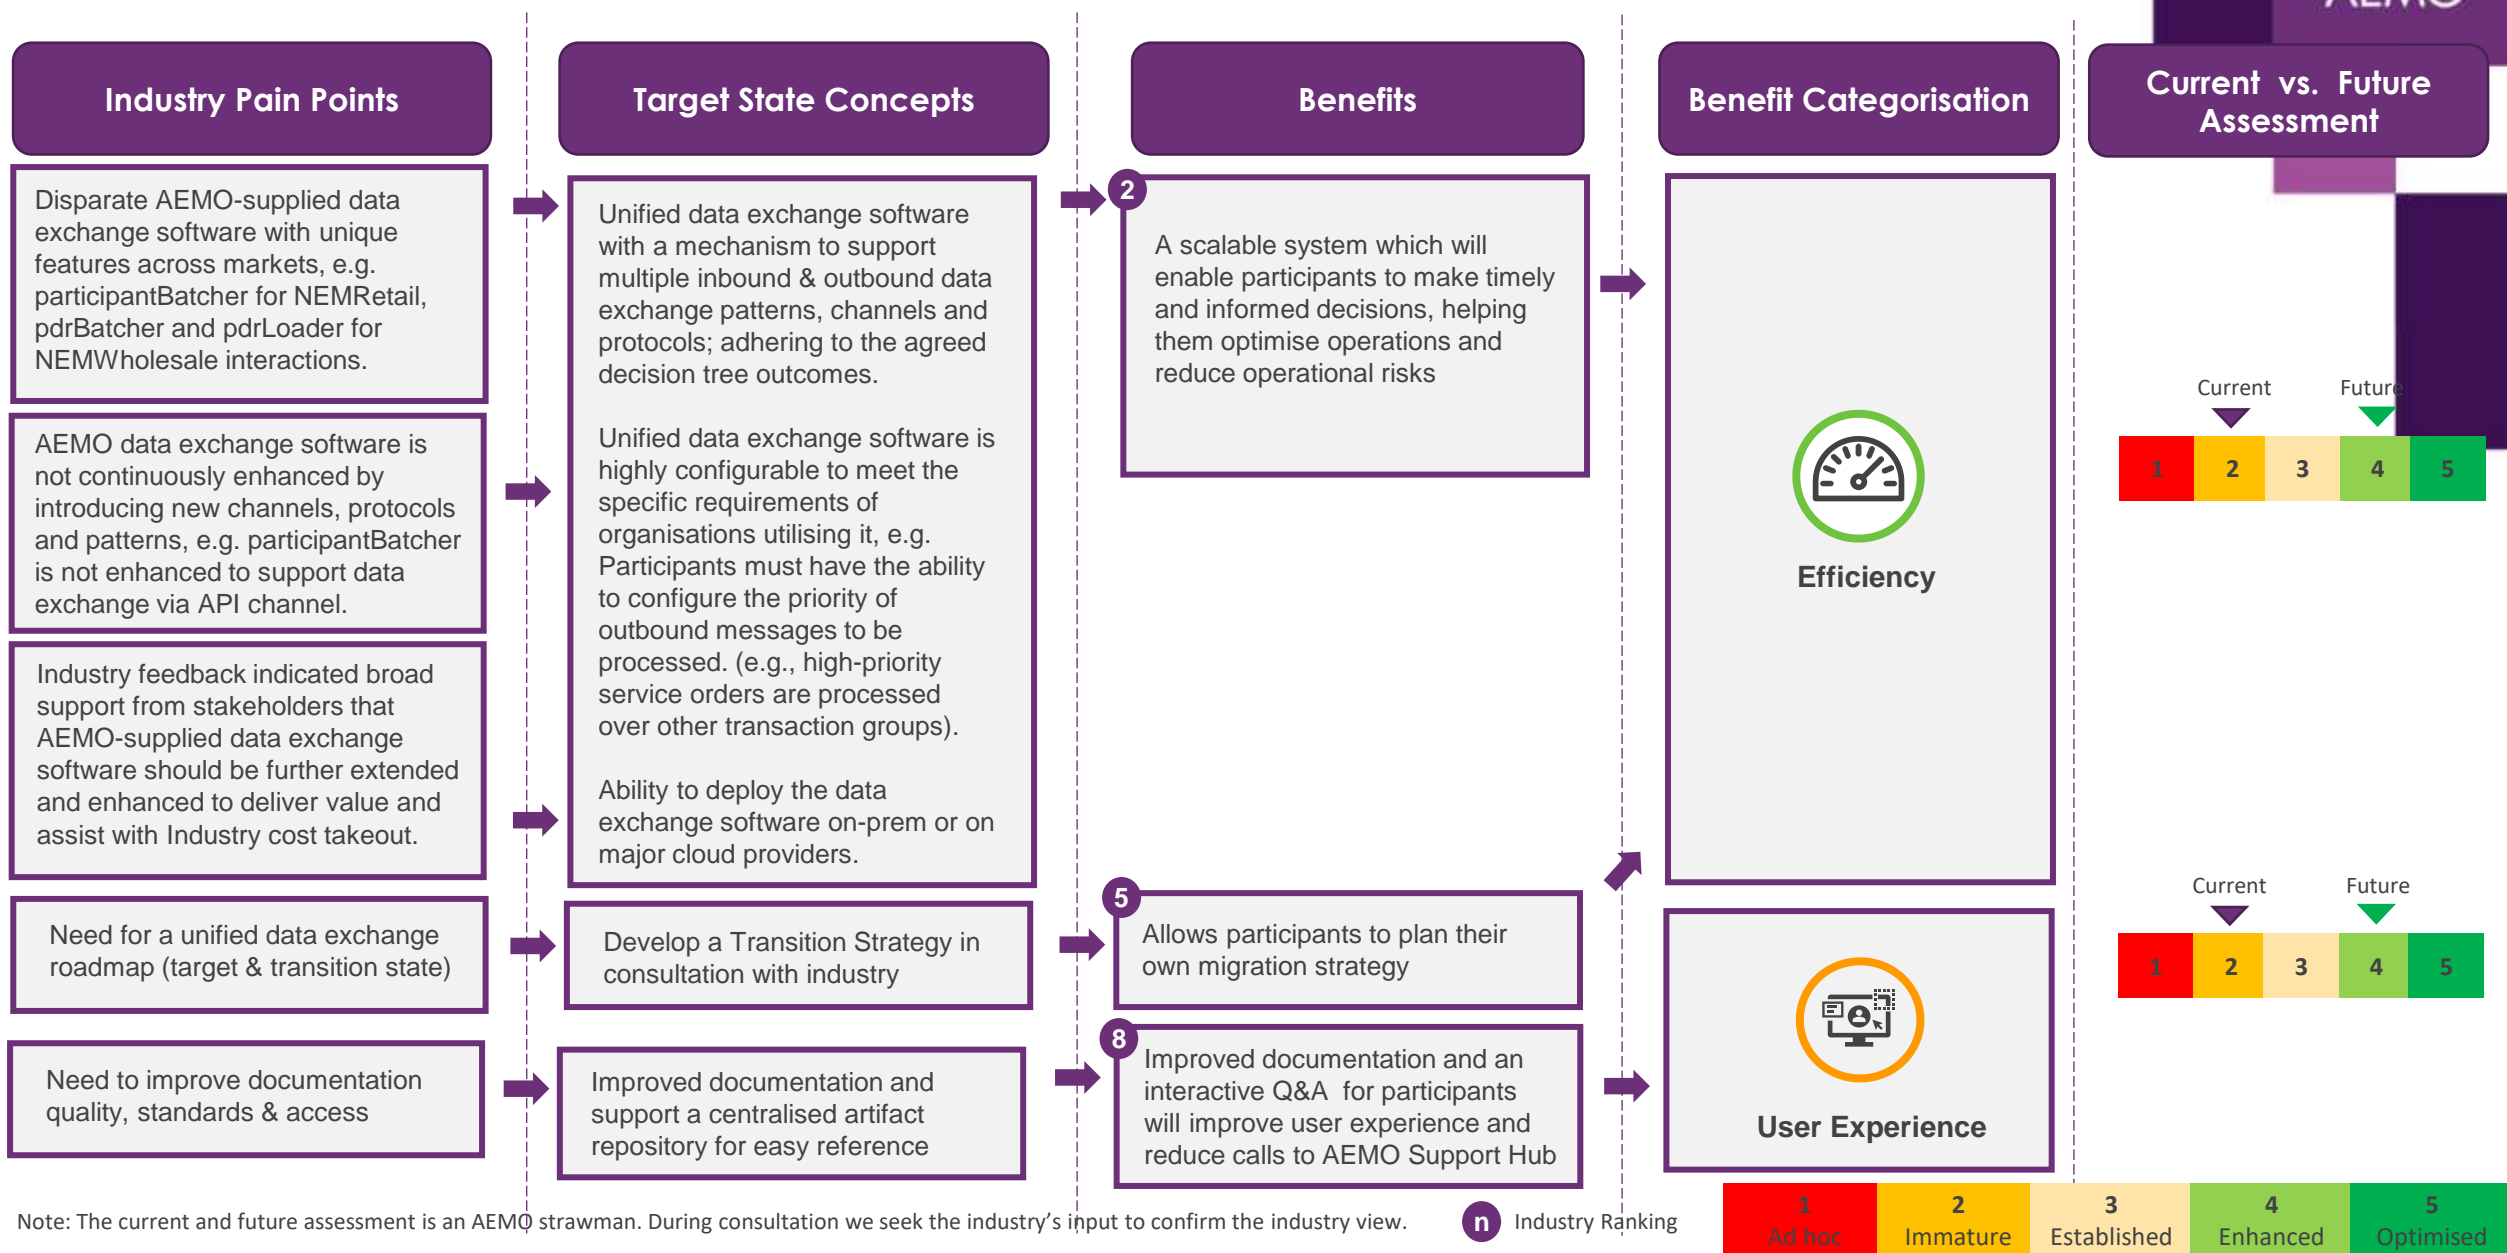 AEMO
Industry Pain Points
Target State Concepts
Benefits
Benefit Categorisation
Current vs. Future
Assessment
Disparate AEMO-supplied data
exchange software with unique
features across markets, e.g.
participantBatcher for NEMRetail,
pdrBatcher and pdrLoader for
NEMWholesale interactions.
AEMO data exchange software is
not continuously enhanced by
introducing new channels, protocols
and patterns, e.g. participantBatcher
is not enhanced to support data
exchange via API channel.
Industry feedback indicated broad
support from stakeholders that
AEMO-supplied data exchange
software should be further extended
and enhanced to deliver value and
assist with Industry cost takeout.
Need for a unified data exchange
roadmap (target & transition state)
Need to improve documentation
quality, standards & access
Unified data exchange software
with a mechanism to support
multiple inbound & outbound data
exchange patterns, channels and
protocols; adhering to the agreed
decision tree outcomes.
Unified data exchange software is
highly configurable to meet the
specific requirements of
organisations utilising it, e.g.
Participants must have the ability
to configure the priority of
outbound messages to be
processed. (e.g., high-priority
service orders are processed
over other transaction groups).
Ability to deploy the data
exchange software on-prem or on
major cloud providers.
Develop a Transition Strategy in
consultation with industry
Improved documentation and
support a centralised artifact
repository for easy reference
2
A scalable system which will
enable participants to make timely
and informed decisions, helping
them optimise operations and
reduce operational risks
5
Allows participants to plan their
own migration strategy
8
Improved documentation and an
interactive Q&A for participants
will improve user experience and
reduce calls to AEMO Support Hub
Efficiency
User Experience
Current Future
1 2 3 4 5
Current Future
1 2 3 4 5
Note: The current and future assessment is an AEMO strawman. During consultation we seek the industry's input to confirm the industry view.
n Industry Ranking
1 2 3 4 5
Ad hoc Immature Established Enhanced Optimised